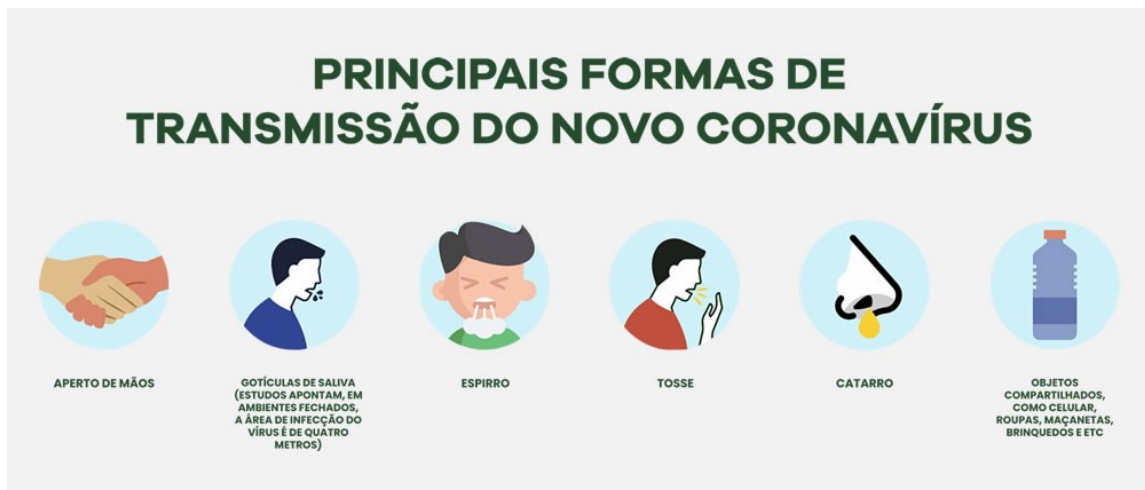 PRINCIPAIS FORMAS DE
TRANSMISSÃO DO NOVO CORONAVÍRUS
APERTO DE MÃOS
GOTÍCULAS DE SALIVA
(ESTUDOS APONTAM, EM
AMBIENTES FECHADOS,
A ÁREA DE INFECÇÃO DO
VÍRUS É DE QUATRO
METROS)
ESPIRRO
TOSSE
CATARRO
OBJETOS
COMPARTILHADOS,
COMO CELULAR,
ROUPAS, MAÇANETAS,
BRINQUEDOS E ETC